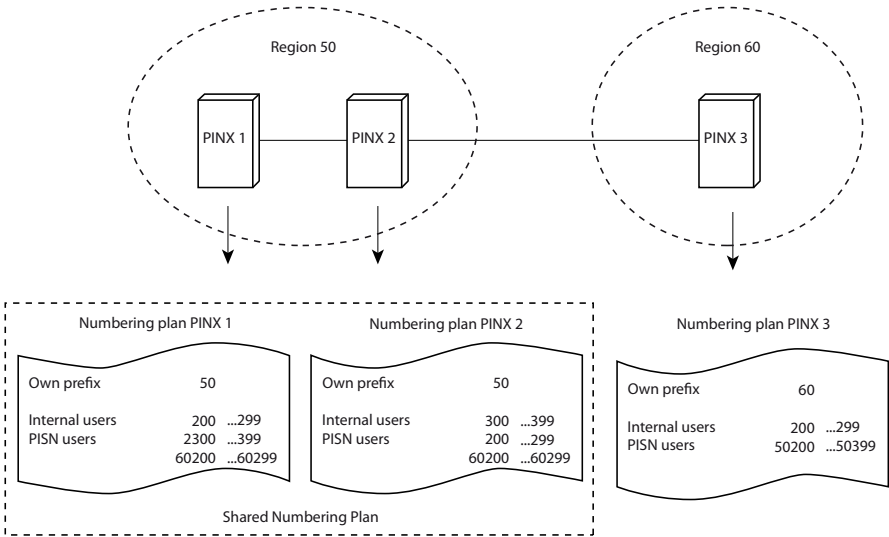 Region 50
Region 60
PINX 1
PINX 2
PINX 3
Numbering plan PINX 1
Own prefix 50
Internal users 200 ...299
PISN users 2300 ...399
60200 ...60299
Numbering plan PINX 2
Own prefix 50
Internal users 300 ...399
PISN users 200 ...299
60200 ...60299
Shared Numbering Plan
Numbering plan PINX 3
Own prefix 60
Internal users 200 ...299
PISN users 50200 ...50399